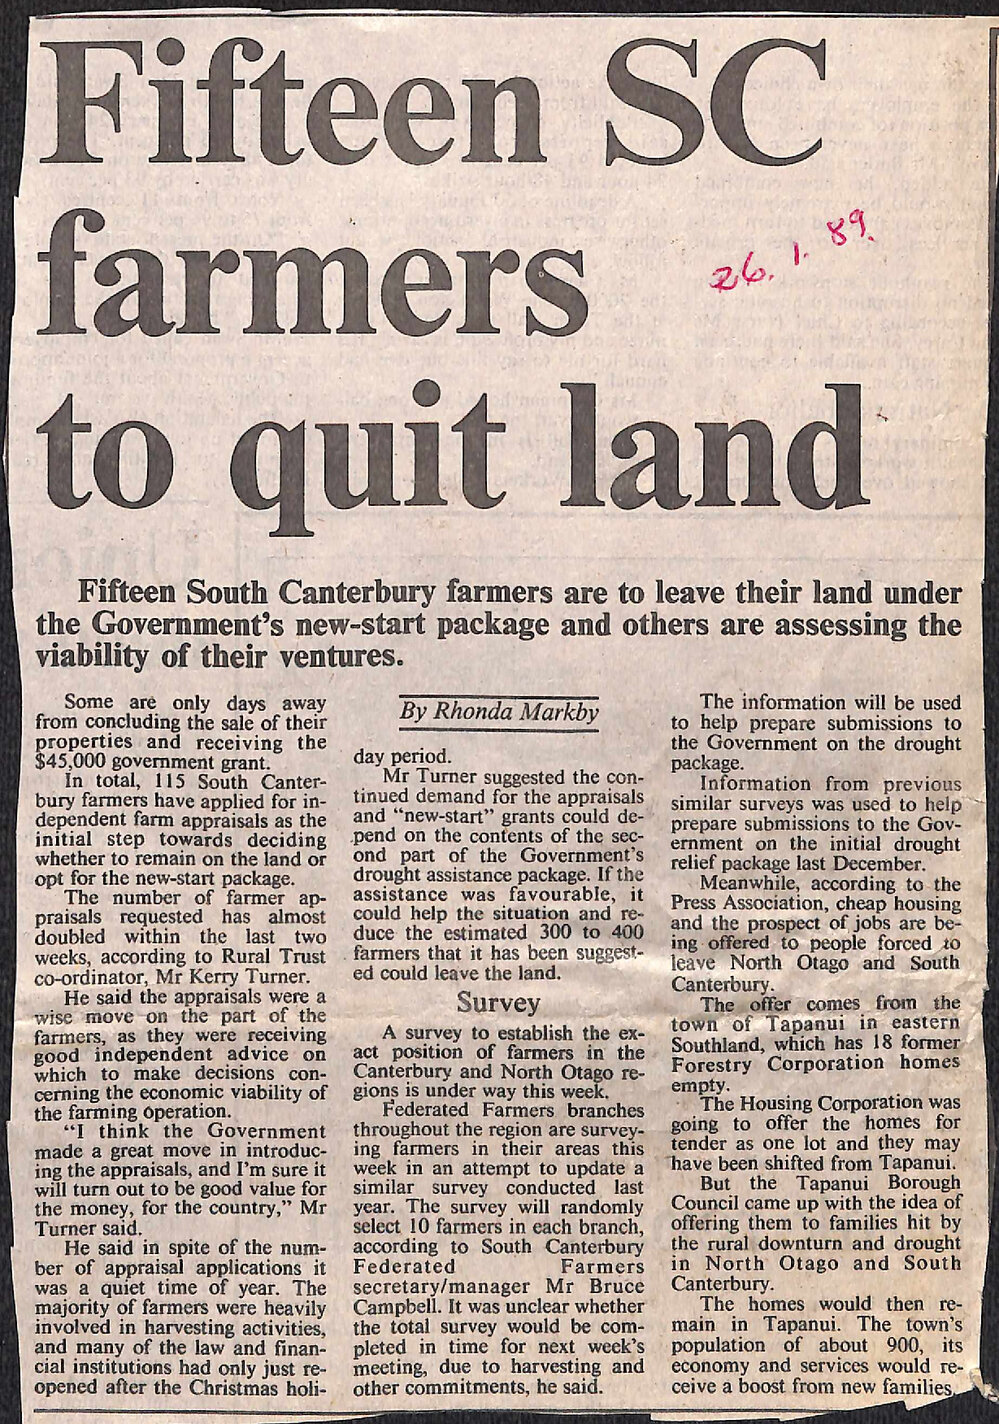 Fifteen SC
farmers
26. 1. 89.
to quit land
Fifteen South Canterbury farmers are to leave their land under
the Government's new-start package and others are assessing the
viability of their ventures.
Some are only days away
from concluding the sale of their
properties and receiving the
$45,000 government grant.
In total, 115 South Canter-
bury farmers have applied for in-
dependent farm appraisals as the
initial step towards deciding
whether to remain on the land or
opt for the new-start package.
The number of farmer ap-
praisals requested has almost
doubled within the last two
weeks, according to Rural Trust
co-ordinator, Mr Kerry Turner.
He said the appraisals were a
wise move on the part of the
farmers, as they were receiving
good independent advice on
which to make decisions con-
cerning the economic viability of
the farming operation.
"I think the Government
made a great move in introduc-
ing the appraisals, and I'm sure it
will turn out to be good value for
the money, for the country," Mr
Turner said.
He said in spite of the num-
ber of appraisal applications it
was a quiet time of year. The
majority of farmers were heavily
involved in harvesting activities,
and many of the law and finan-
cial institutions had only just re-
opened after the Christmas holi-
By Rhonda Markby
day period.
Mr Turner suggested the con-
tinued demand for the appraisals
and "new-start" grants could de-
pend on the contents of the sec-
ond part of the Government's
drought assistance package. If the
assistance was favourable, it
could help the situation and re-
duce the estimated 300 to 400
farmers that it has been suggest-
ed could leave the land.
Survey
A survey to establish the ex-
act position of farmers in the
Canterbury and North Otago re-
gions is under way this week.
Federated Farmers branches
throughout the region are survey-
ing farmers in their areas this
week in an attempt to update a
similar survey conducted last
year. The survey will randomly
select 10 farmers in each branch,
according to South Canterbury
Federated Farmers
secretary/manager Mr Bruce
Campbell. It was unclear whether
the total survey would be com-
pleted in time for next week's
meeting, due to harvesting and
other commitments, he said.
The information will be used
to help prepare submissions to
the Government on the drought
package.
Information from previous
similar surveys was used to help
prepare submissions to the Gov-
ernment on the initial drought
relief package last December.
Meanwhile, according to the
Press Association, cheap housing
and the prospect of jobs are be-
ing offered to people forced to
leave North Otago and South
Canterbury.
The offer comes from the
town of Tapanui in eastern
Southland, which has 18 former
Forestry Corporation homes
empty.
The Housing Corporation was
going to offer the homes for
tender as one lot and they may
have been shifted from Tapanui.
But the Tapanui Borough
Council came up with the idea of
offering them to families hit by
the rural downturn and drought
in North Otago and South
Canterbury.
The homes would then re-
main in Tapanui. The town's
population of about 900, its
economy and services would re-
ceive a boost from new families.